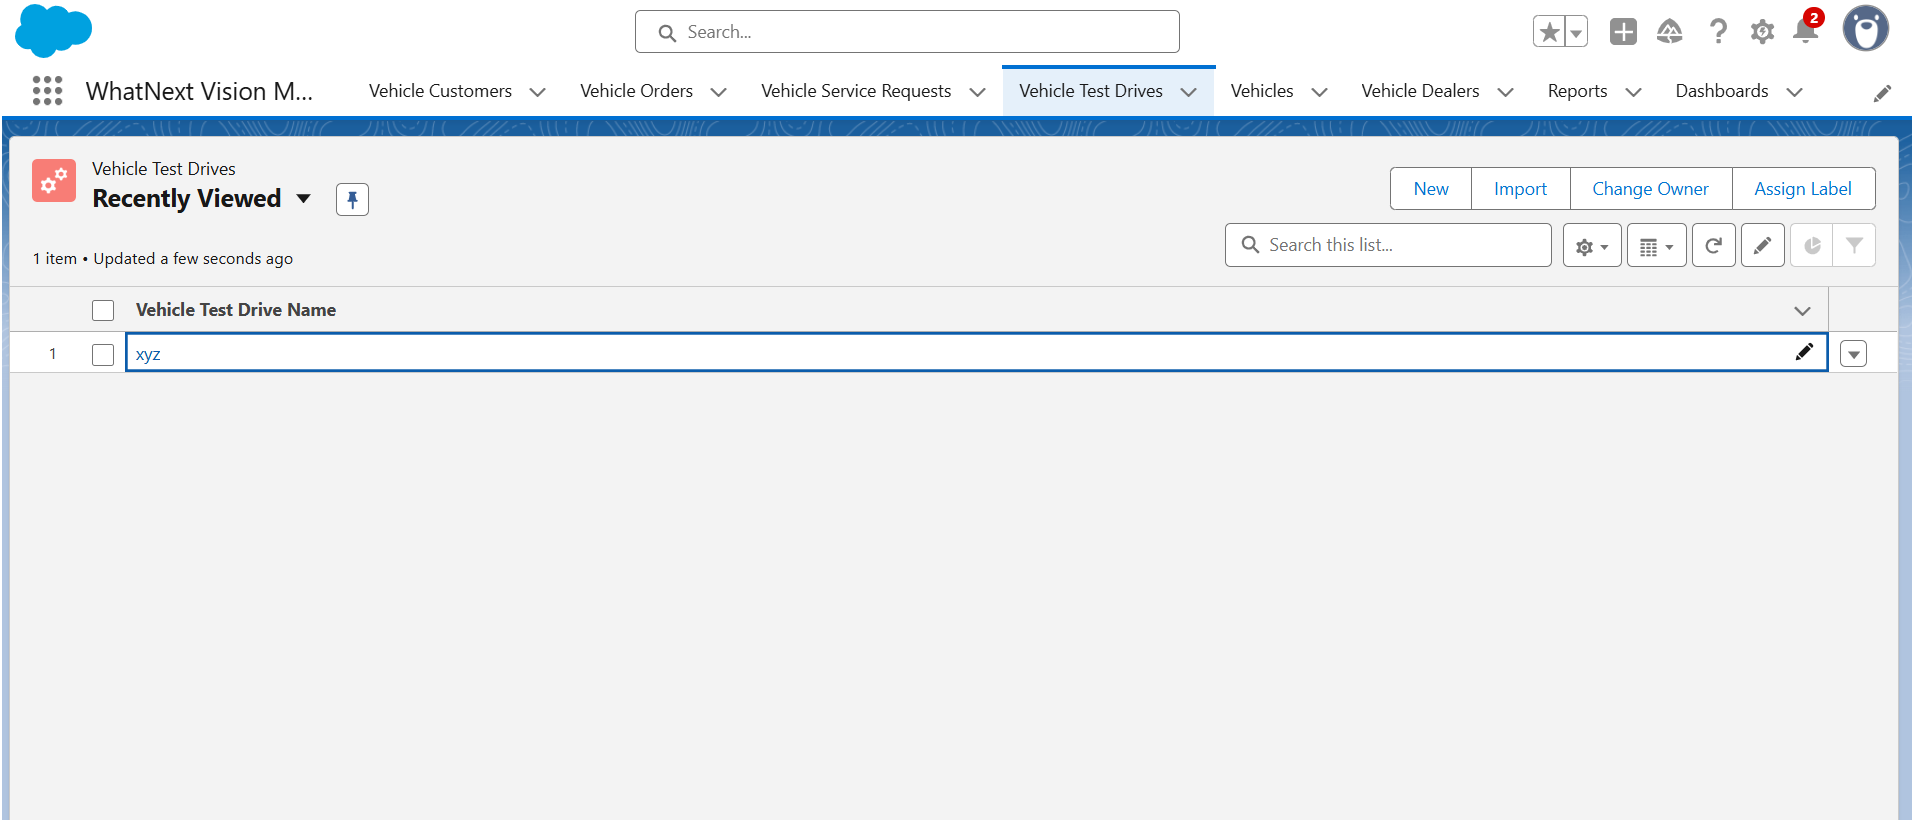 Search...
2
WhatNext Vision M... Vehicle Customers Vehicle Orders Vehicle Service Requests Vehicle Test Drives Vehicles Vehicle Dealers Reports Dashboards
Vehicle Test Drives
Recently Viewed
New Import Change Owner Assign Label
1 item • Updated a few seconds ago
Search this list...
Vehicle Test Drive Name
1 xyz